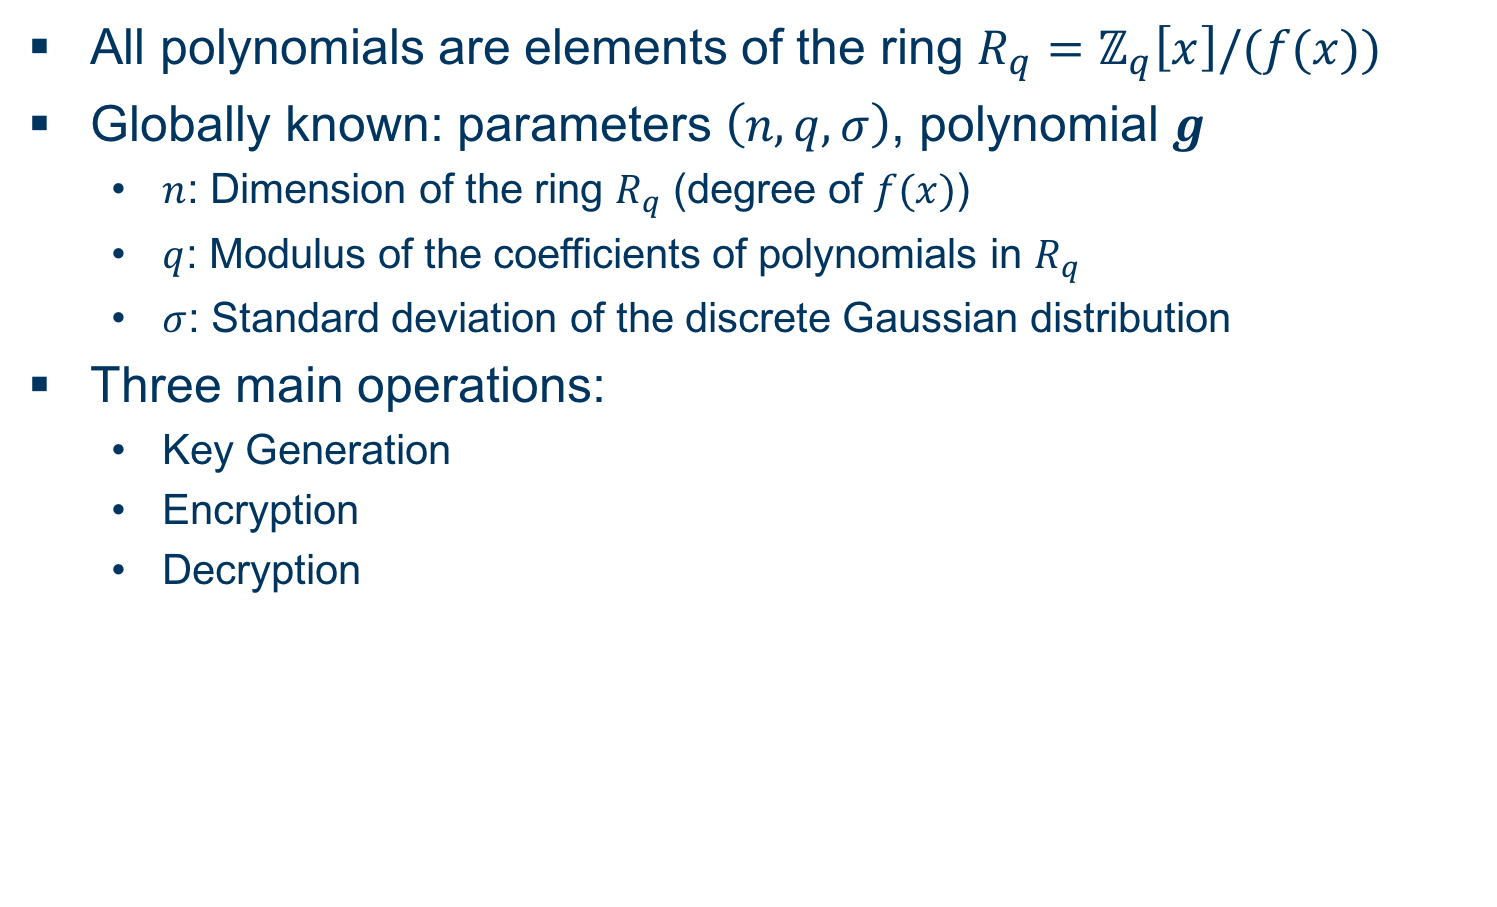 ▪ All polynomials are elements of the ring 𝑅𝑞 = ℤ𝑞[𝑥]/(𝑓(𝑥))
▪ Globally known: parameters (𝑛, 𝑞, 𝜎), polynomial 𝒈
• 𝑛: Dimension of the ring 𝑅𝑞 (degree of 𝑓(𝑥))
• 𝑞: Modulus of the coefficients of polynomials in 𝑅𝑞
• 𝜎: Standard deviation of the discrete Gaussian distribution
▪ Three main operations:
• Key Generation
• Encryption
• Decryption